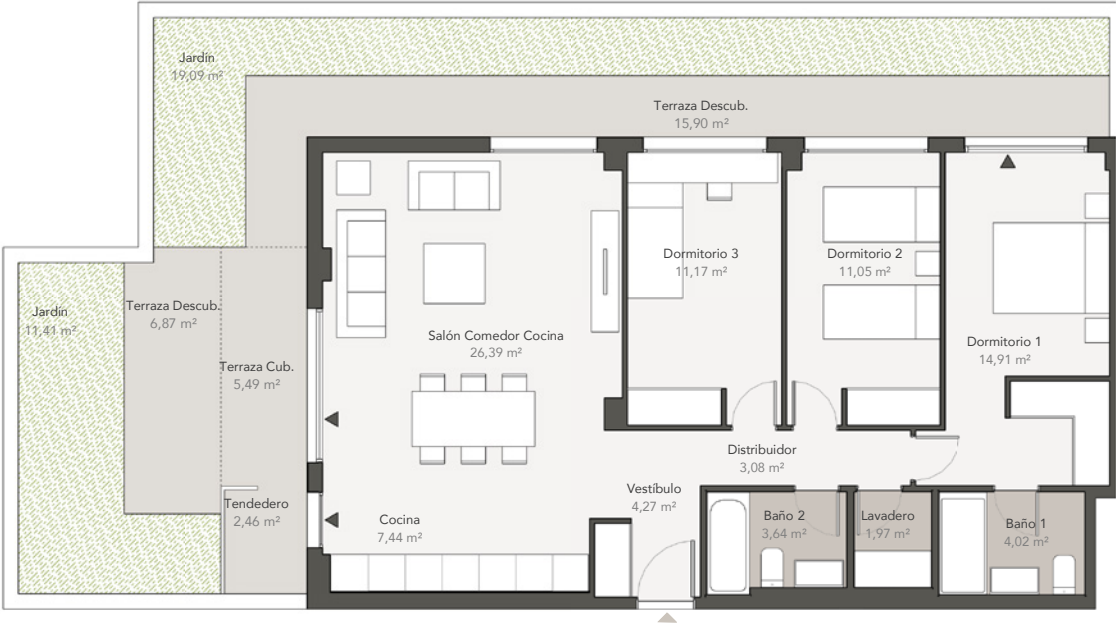 Jardín
19,09 m²
Terraza Descub.
15,90 m²
Dormitorio 3
11,17 m²
Dormitorio 2
11,05 m²
Jardín
11,41 m²
Terraza Descub.
6,87 m²
Salón Comedor Cocina
26,39 m²
Dormitorio 1
14,91 m²
Terraza Cub.
5,49 m²
Distribuidor
3,08 m²
Vestíbulo
4,27 m²
Tendedero
2,46 m²
Cocina
7,44 m²
Baño 2
3,64 m²
Lavadero
1,97 m²
Baño 1
4,02 m²